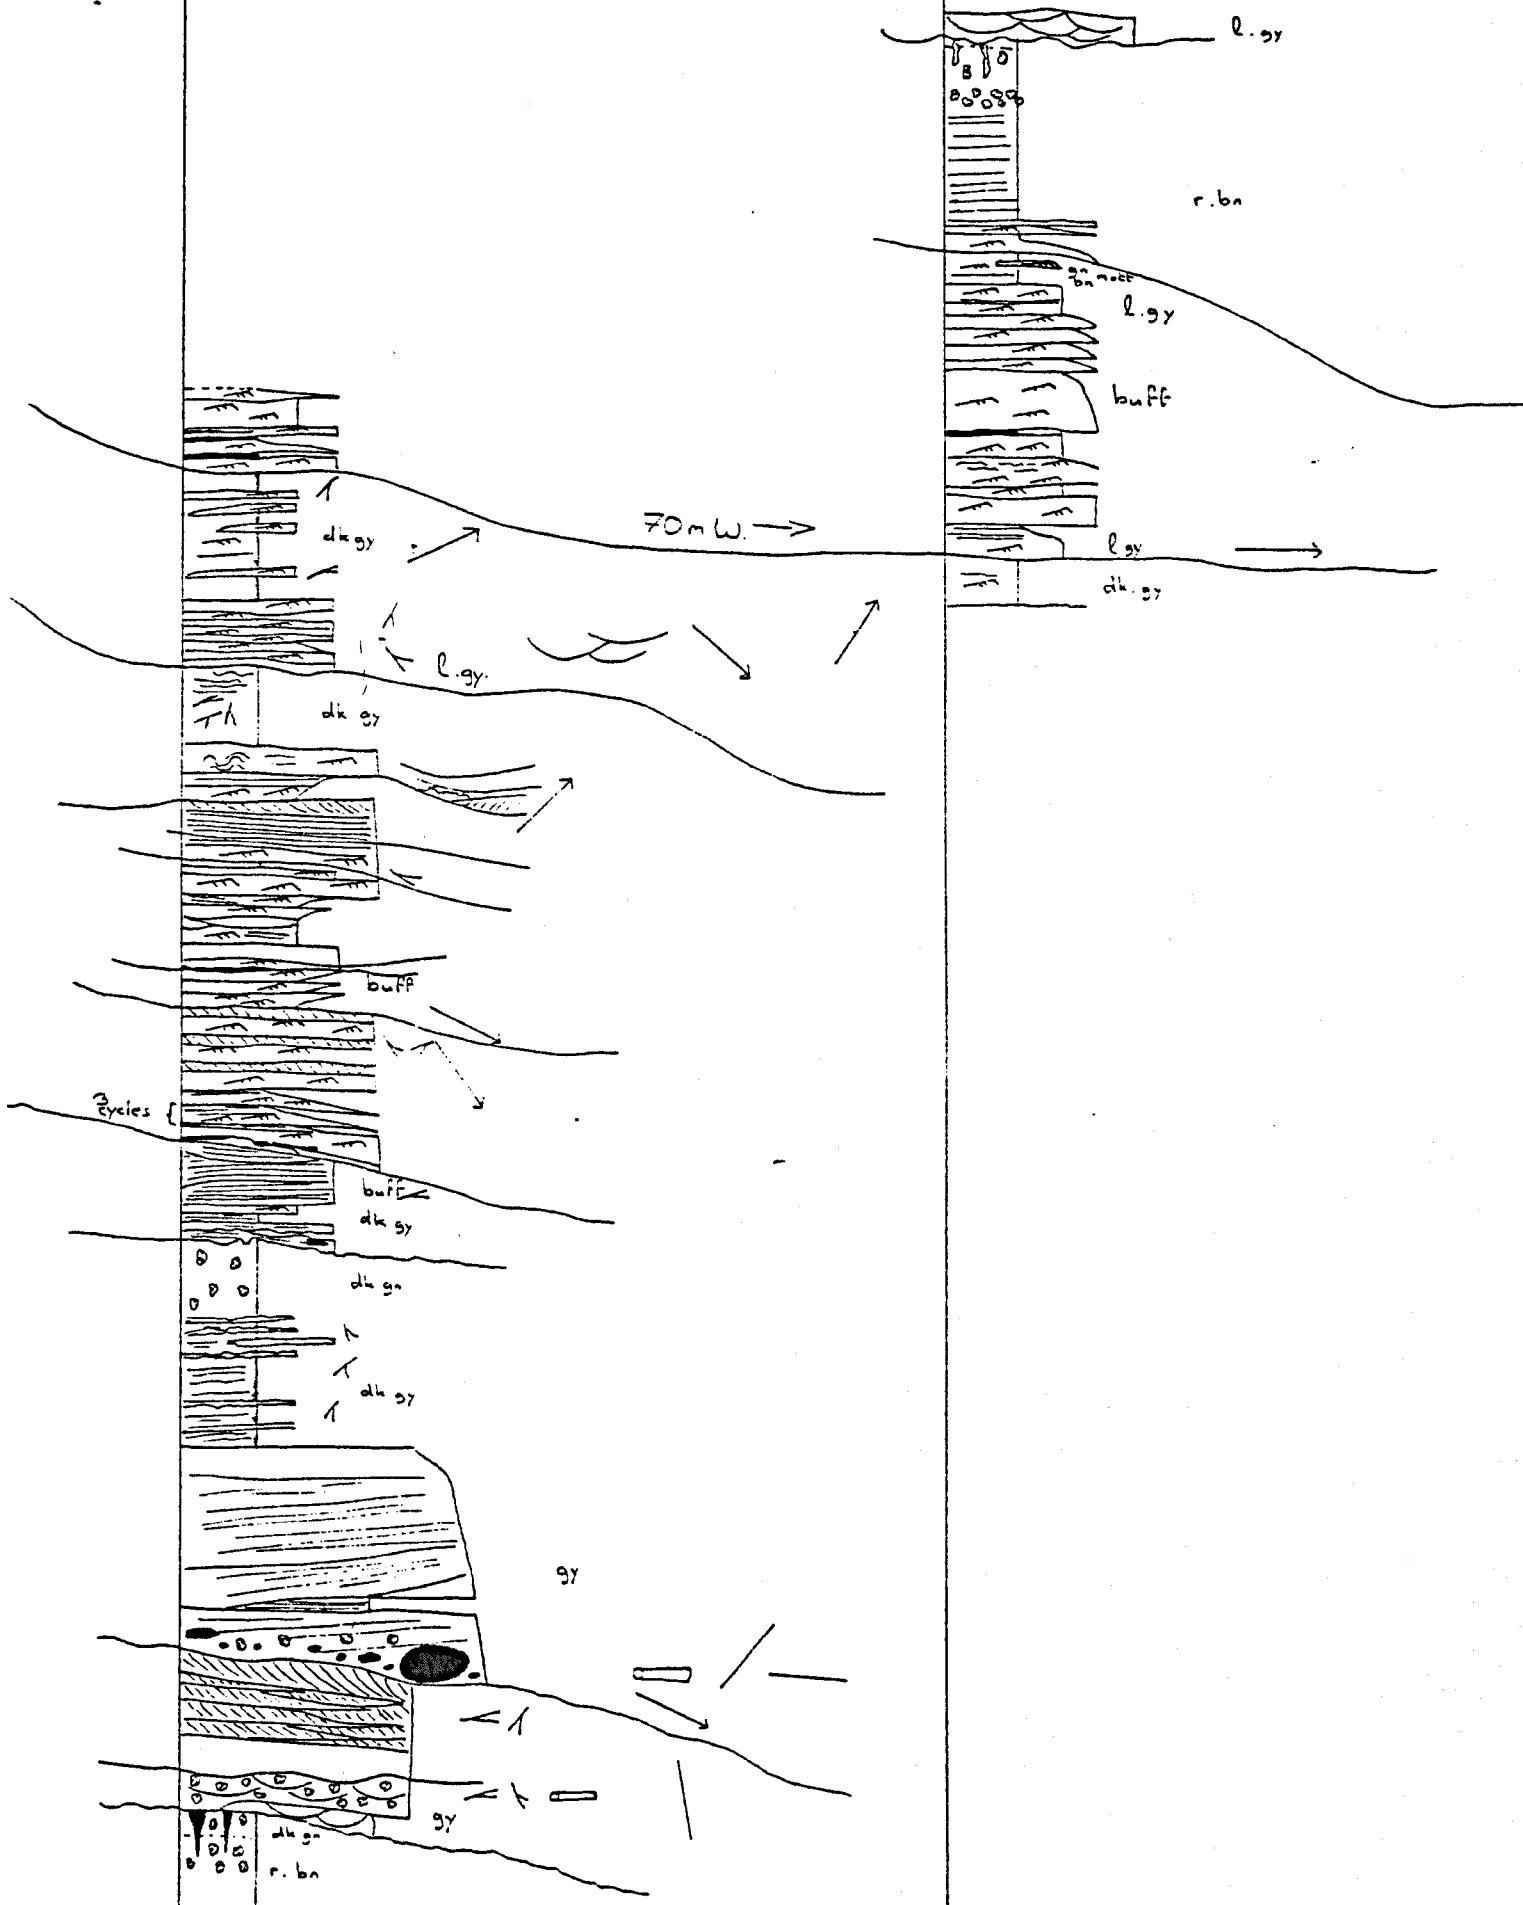 l. gy
r. bn
gn
bn mott
l. gy
buff
dk gy
70m W.
l. gy
dk. gy
l. gy.
dk gy
buff
3
cycles {
buff
dk gy
dk gn
dk gy
gy
gy
dk gn
r. bn